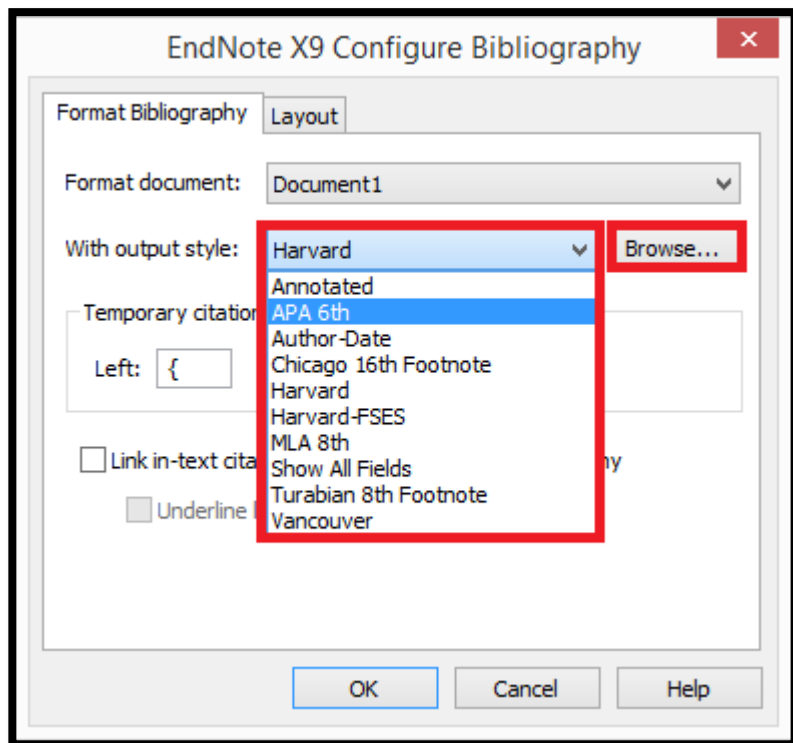 EndNote X9 Configure Bibliography
Format Bibliography
Layout
Format document: Document1
With output style: Harvard Browse...
Annotated
APA 6th
Author-Date
Chicago 16th Footnote
Harvard
Harvard-FSES
MLA 8th
Show All Fields
Turabian 8th Footnote
Vancouver
Temporary citation
Left: {
Link in-text cita
Underline
OK Cancel Help